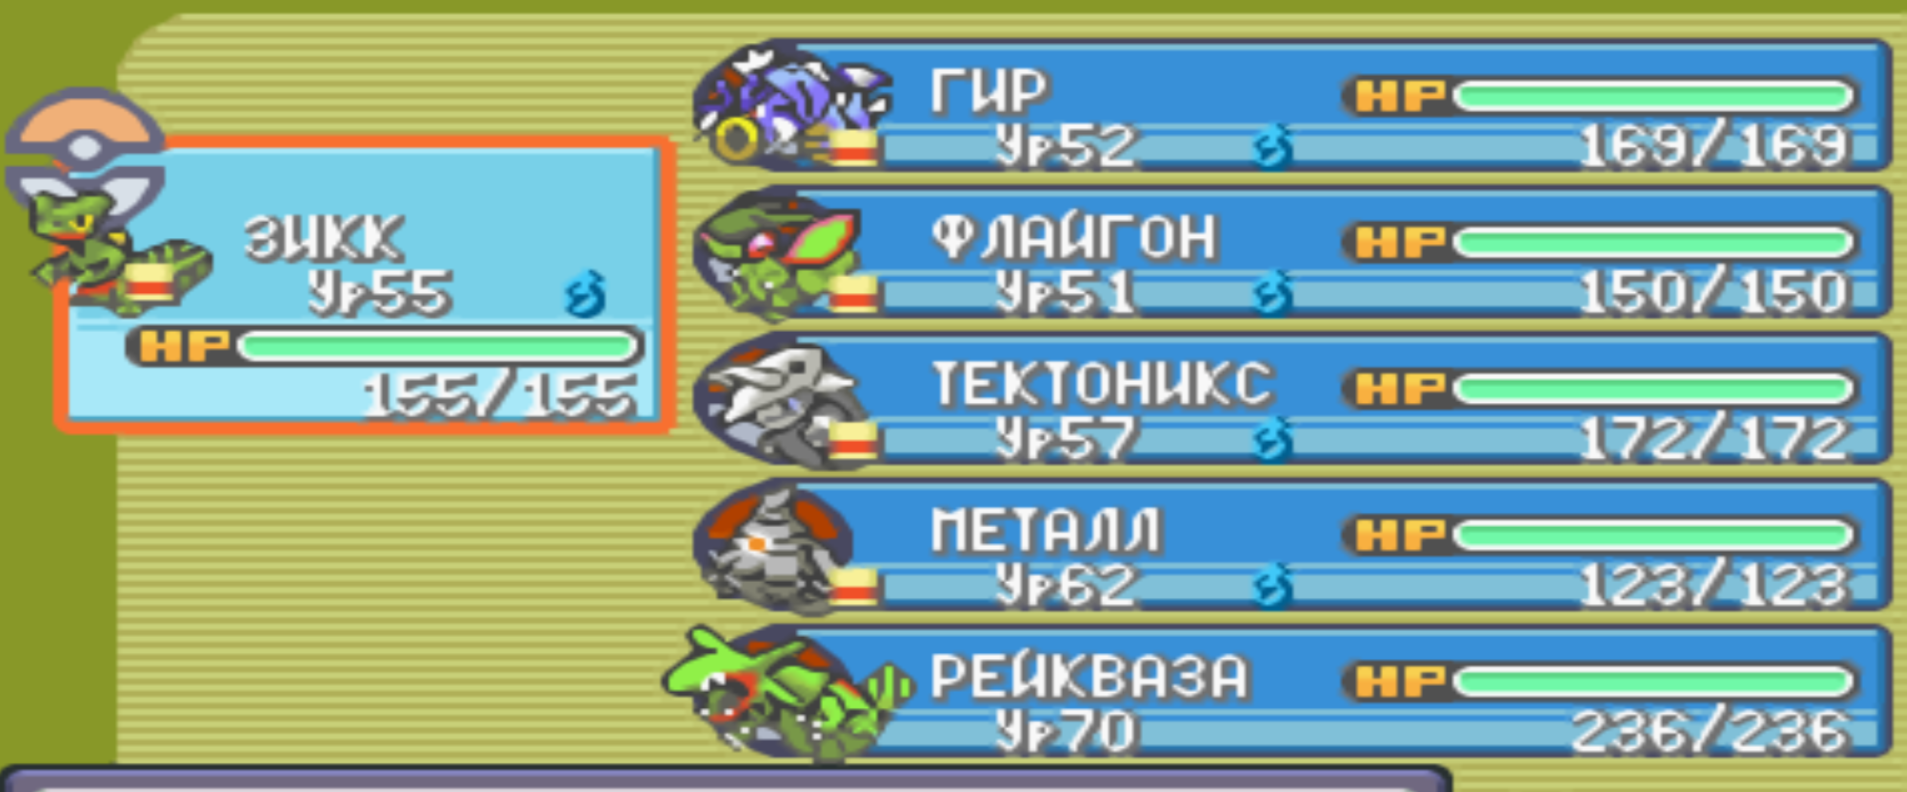 ЗИКК
Ур55
HP
155/155
ГИР HP
Ур52 169/169
ФЛАЙГОН HP
Ур51 150/150
ТЕКТОНИКС HP
Ур57 172/172
МЕТАЛЛ HP
Ур62 123/123
РЕЙКВАЗА HP
Ур70 236/236